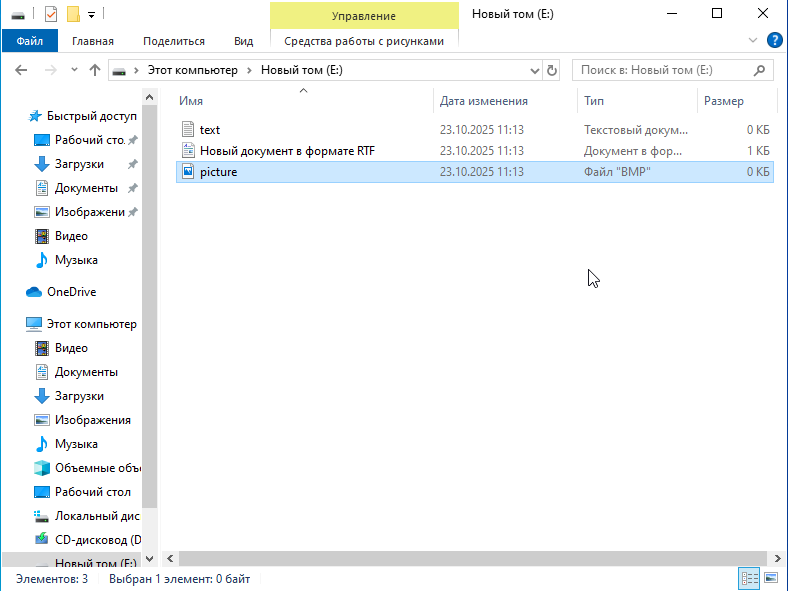 Управление
Новый том (E:)
Файл
Главная
Поделиться
Вид
Средства работы с рисунками
?
Этот компьютер > Новый том (E:)
Поиск в: Новый том (E:)
Имя
Дата изменения
Тип
Размер
text 23.10.2025 11:13 Текстовый докум... 0 КБ
Новый документ в формате RTF 23.10.2025 11:13 Документ в фор... 1 КБ
picture 23.10.2025 11:13 Файл "BMP" 0 КБ
Быстрый доступ
Рабочий сто
Загрузки
Документы
Изображени
Видео
Музыка
OneDrive
Этот компьютер
Видео
Документы
Загрузки
Изображения
Музыка
Объемные объ
Рабочий стол
Локальный дис
CD-дисковод (D
Новый том (E:)
Элементов: 3
Выбран 1 элемент: 0 байт